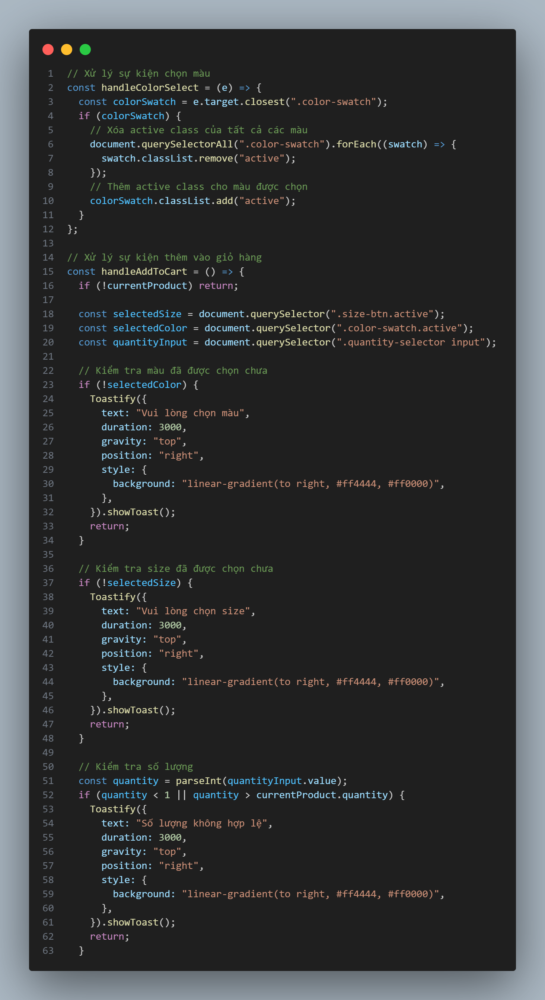 1 // Xử lý sự kiện chọn màu
2 const handleColorSelect = (e) => {
3   const colorSwatch = e.target.closest(".color-swatch");
4   if (colorSwatch) {
5     // Xóa active class của tất cả các màu
6     document.querySelectorAll(".color-swatch").forEach((swatch) => {
7       swatch.classList.remove("active");
8     });
9     // Thêm active class cho màu được chọn
10     colorSwatch.classList.add("active");
11   }
12 };
13
14 // Xử lý sự kiện thêm vào giỏ hàng
15 const handleAddToCart = () => {
16   if (!currentProduct) return;
17
18   const selectedSize = document.querySelector(".size-btn.active");
19   const selectedColor = document.querySelector(".color-swatch.active");
20   const quantityInput = document.querySelector(".quantity-selector input");
21
22   // Kiểm tra màu đã được chọn chưa
23   if (!selectedColor) {
24     Toastify({
25       text: "Vui lòng chọn màu",
26       duration: 3000,
27       gravity: "top",
28       position: "right",
29       style: {
30         background: "linear-gradient(to right, #ff4444, #ff0000)",
31       },
32     }).showToast();
33     return;
34   }
35
36   // Kiểm tra size đã được chọn chưa
37   if (!selectedSize) {
38     Toastify({
39       text: "Vui lòng chọn size",
40       duration: 3000,
41       gravity: "top",
42       position: "right",
43       style: {
44         background: "linear-gradient(to right, #ff4444, #ff0000)",
45       },
46     }).showToast();
47     return;
48   }
49
50   // Kiểm tra số lượng
51   const quantity = parseInt(quantityInput.value);
52   if (quantity < 1 || quantity > currentProduct.quantity) {
53     Toastify({
54       text: "Số lượng không hợp lệ",
55       duration: 3000,
56       gravity: "top",
57       position: "right",
58       style: {
59         background: "linear-gradient(to right, #ff4444, #ff0000)",
60       },
61     }).showToast();
62     return;
63   }